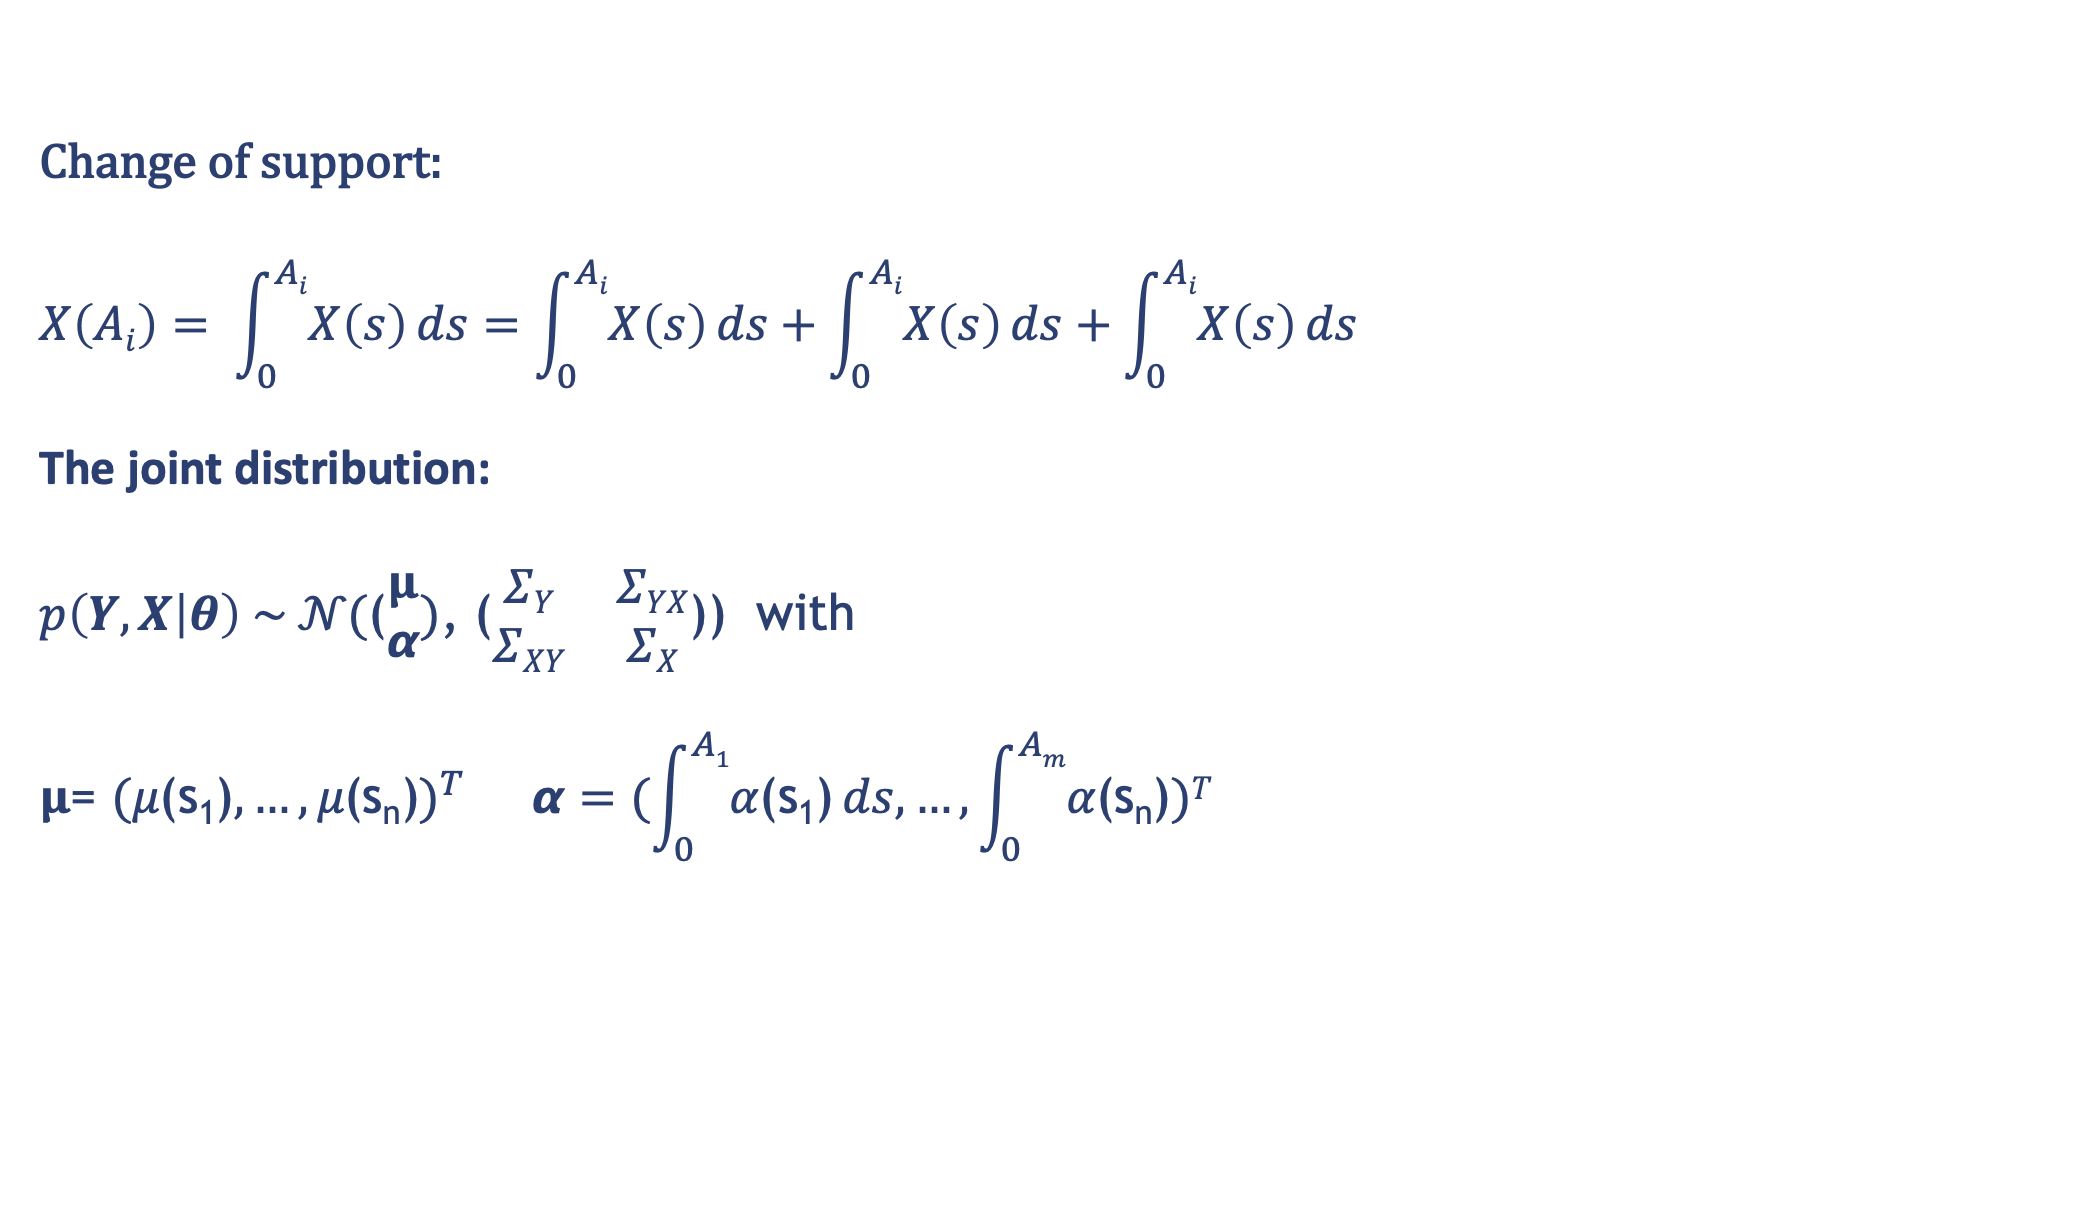 Change of support:
X(A_i) = ∫_0^{A_i} X(s) ds = ∫_0^{A_i} X(s) ds + ∫_0^{A_i} X(s) ds + ∫_0^{A_i} X(s) ds
The joint distribution:
p(Y, X|θ) ~ 𝒩((μ α), (Σ_Y Σ_YX Σ_XY Σ_X)) with
μ= (μ(s_1), … , μ(s_n))^T α = (∫_0^{A_1} α(s_1) ds, … , ∫_0^{A_m} α(s_n))^T